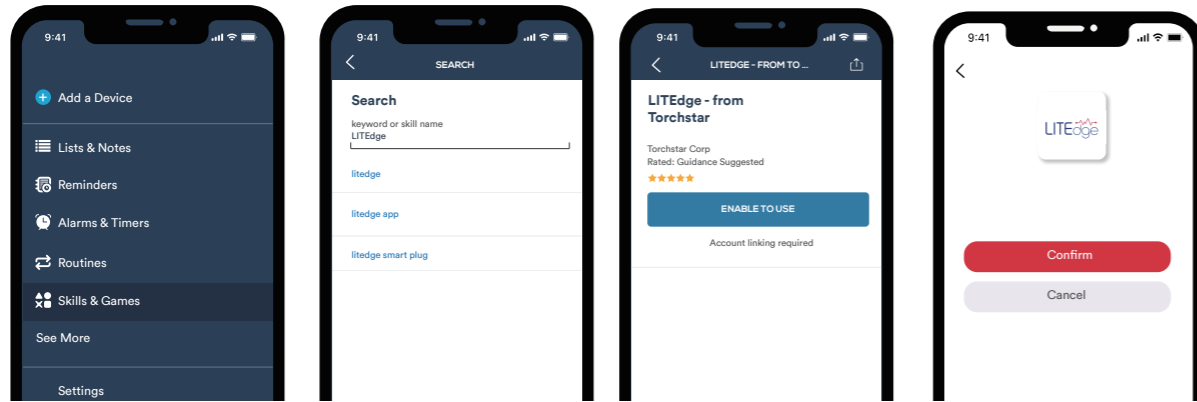 9:41
Add a Device
Lists & Notes
Reminders
Alarms & Timers
Routines
Skills & Games
See More
Settings
9:41
SEARCH
Search
keyword or skill name
LITEdge
litedge
litedge app
litedge smart plug
9:41
LITEDGE - FROM TO ...
LITEdge - from
Torchstar
Torchstar Corp
Rated: Guidance Suggested
ENABLE TO USE
Account linking required
9:41
LITEdge
Confirm
Cancel